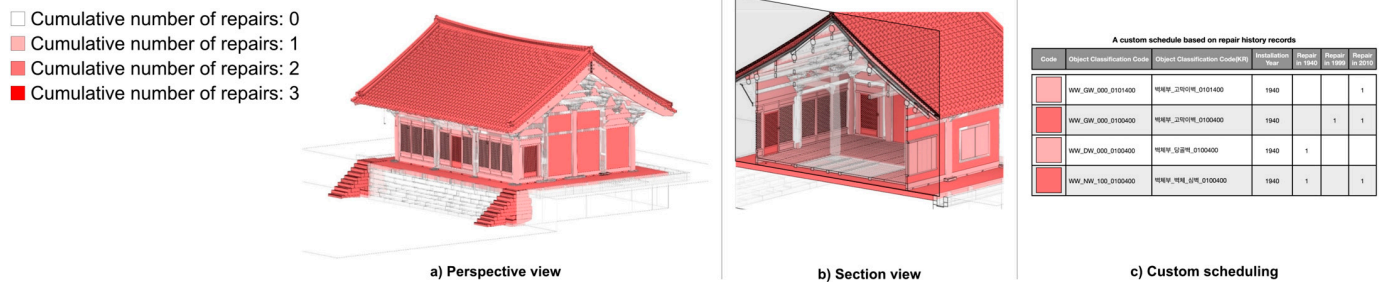 Cumulative number of repairs: 0
Cumulative number of repairs: 1
Cumulative number of repairs: 2
Cumulative number of repairs: 3
a) Perspective view
b) Section view
A custom schedule based on repair history records
Code Object Classification Code Object Classification Code(KR) Installation Year Repair in 1940 Repair in 1999 Repair in 2010
WW_GW_000_0101400 벽체부_고막이벽_0101400 1940 1
WW_GW_000_0100400 벽체부_고막이벽_0100400 1940 1 1
WW_DW_000_0100400 벽체부_당골벽_0100400 1940 1
WW_NW_100_0100400 벽체부_벽체_심벽_0100400 1940 1 1
c) Custom scheduling